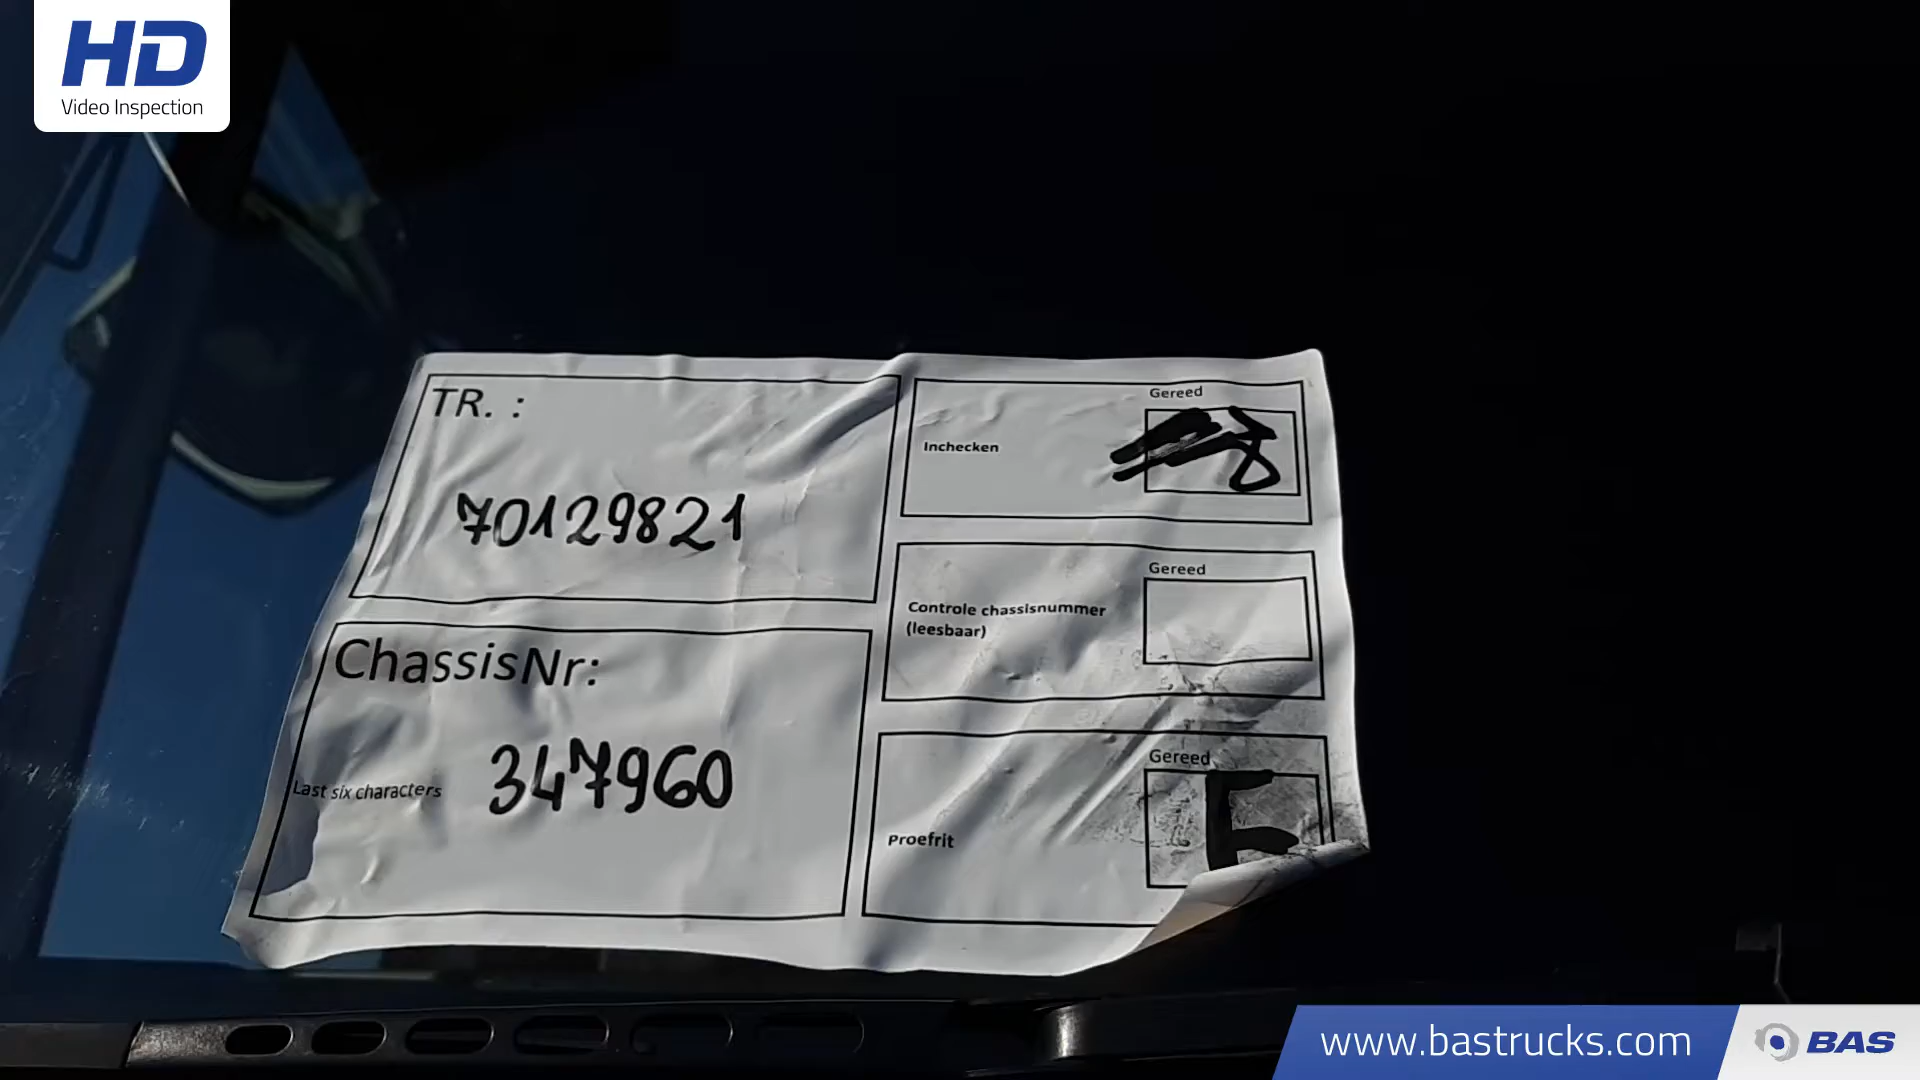 HD
Video Inspection
TR. :
70129821
ChassisNr:
Last six characters
347960
Gereed
Inchecken
Gereed
Controle chassisnummer
(leesbaar)
Gereed
Proefrit
www.bastrucks.com
BAS